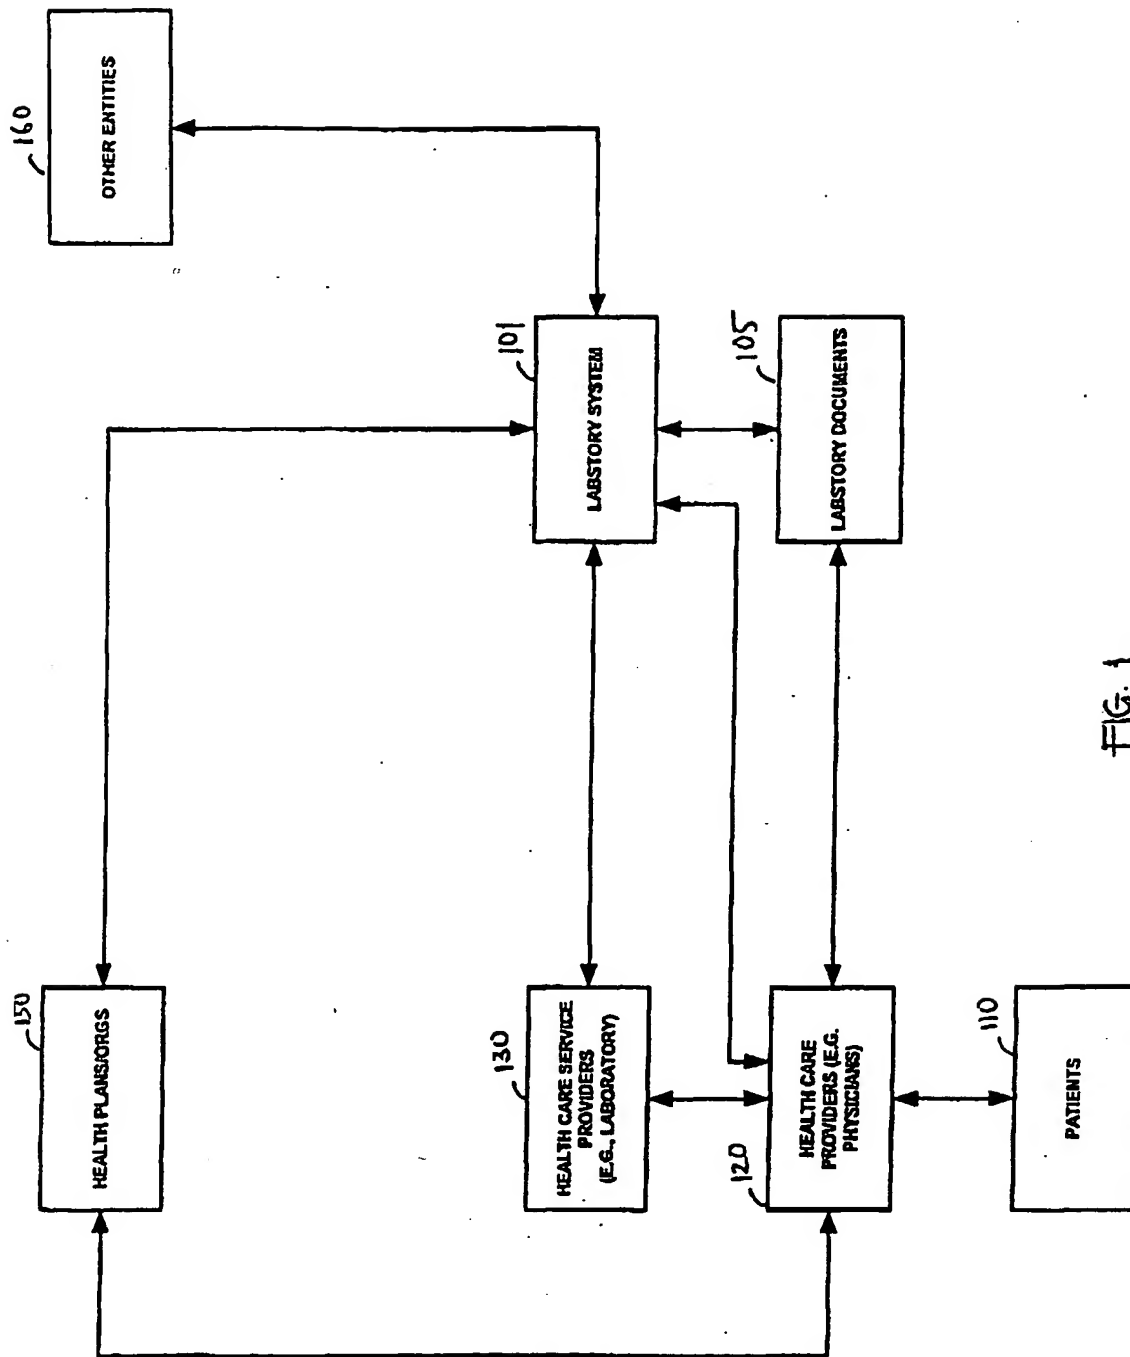 160
OTHER ENTITIES
101
LABSTORY SYSTEM
105
LABSTORY DOCUMENTS
150
HEALTH PLANS/ORGS
130
HEALTH CARE SERVICE
PROVIDERS
(E.G., LABORATORY)
120
HEALTH CARE
PROVIDERS (E.G.
PHYSICIANS)
110
PATIENTS
FIG. 1